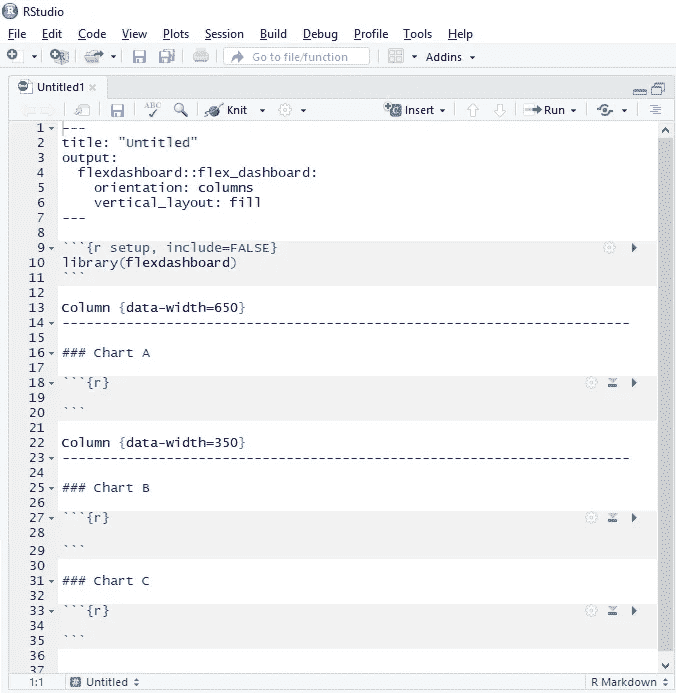 RStudio
File Edit Code View Plots Session Build Debug Profile Tools Help
Go to file/function Addins
Untitled1
ABC Knit Insert Run
1 ---
2 title: "Untitled"
3 output:
4   flexdashboard::flex_dashboard:
5     orientation: columns
6     vertical_layout: fill
7 ---
8
9 ```{r setup, include=FALSE}
10 library(flexdashboard)
11 ```
12
13 Column {data-width=650}
14 -----------------------------------------------------------------------
15
16 ### Chart A
17
18 ```{r}
19
20 ```
21
22 Column {data-width=350}
23 -----------------------------------------------------------------------
24
25 ### Chart B
26
27 ```{r}
28
29 ```
30
31 ### Chart C
32
33 ```{r}
34
35 ```
36
37
1:1 # Untitled R Markdown